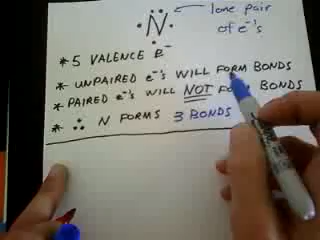 N ← lone pair
of e⁻'s
* 5 VALENCE e⁻
* UNPAIRED e⁻'s WILL FORM BONDS
* PAIRED e⁻'s WILL NOT BONDS
* ∴ N FORMS 3 BONDS